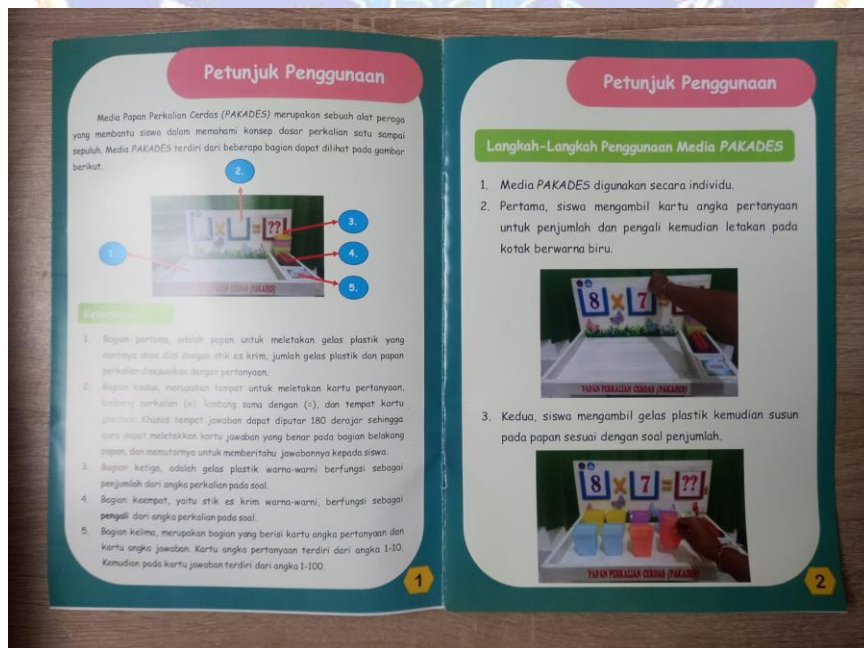 Petunjuk Penggunaan
Media Papan Perkalian Cerdas (PAKADES) merupakan sebuah alat peraga
yang membantu siswa dalam memahami konsep dasar perkalian satu sampai
sepuluh. Media PAKADES terdiri dari beberapa bagian dapat dilihat pada gambar
berikut.
2.
1.
3.
4.
5.
x = ??
PAPAN PERKALIAN CERDAS (PAKADES)
1. Bagian pertama, adalah papan untuk meletakan gelas plastik yang
nantinya akan diisi dengan stik es krim, jumlah gelas plastik dan papan
perkalian disesuaikan dengan pertanyaan.
2. Bagian kedua, merupakan tempat untuk meletakan kartu pertanyaan,
lambang perkalian (x), lambang sama dengan (=), dan tempat kartu
jawaban. Khusus tempat jawaban dapat diputar 180 derajar sehingga
guru dapat meletakkan kartu jawaban yang benar pada bagian belakang
papan, dan memutarnya untuk memberitahu jawabannya kepada siswa.
3. Bagian ketiga, adalah gelas plastik warna-warni berfungsi sebagai
penjumlah dari angka perkalian pada soal.
4. Bagian keempat, yaitu stik es krim warna-warni, berfungsi sebagai
pengali dari angka perkalian pada soal.
5. Bagian kelima, merupakan bagian yang berisi kartu angka pertanyaan dan
kartu angka jawaban. Kartu angka pertanyaan terdiri dari angka 1-10.
Kemudian pada kartu jawaban terdiri dari angka 1-100.
1
Petunjuk Penggunaan
Langkah-Langkah Penggunaan Media PAKADES
1. Media PAKADES digunakan secara individu.
2. Pertama, siswa mengambil kartu angka pertanyaan
untuk penjumlah dan pengali kemudian letakan pada
kotak berwarna biru.
8 x 7
PAPAN PERKALIAN CERDAS (PAKADES)
3. Kedua, siswa mengambil gelas plastik kemudian susun
pada papan sesuai dengan soal penjumlah.
8 x 7 = ??
PAPAN PERKALIAN CERDAS (PAKADES)
2